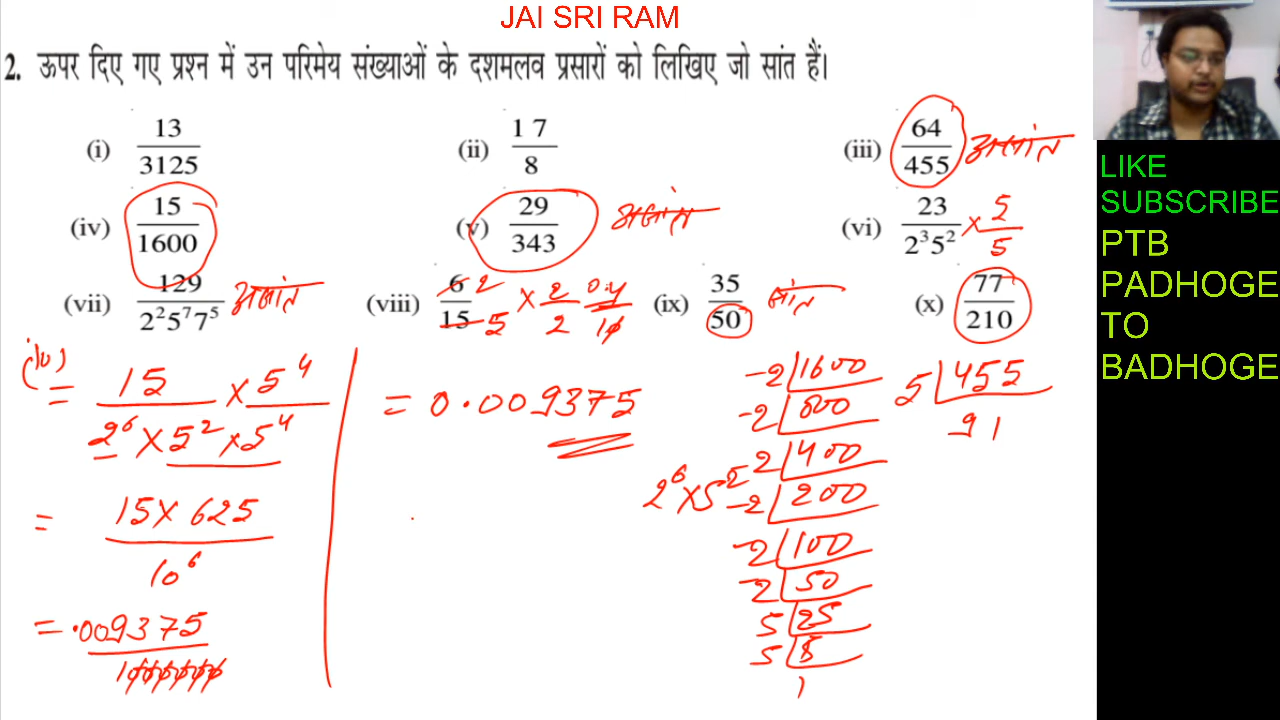 JAI SRI RAM
2. ऊपर दिए गए प्रश्न में उन परिमेय संख्याओं के दशमलव प्रसारों को लिखिए जो सांत हैं।
(i) 13/3125 (ii) 17/8 (iii) 64/455 असांत
(iv) 15/1600 (v) 29/343 असांत (vi) 23/2³5² × 5/5
(vii) 129/2²5⁷7⁵ असांत (viii) 6/15 2/5 × 2/2 0.4/10 (ix) 35/50 सांत (x) 77/210
(iv)
= 15/2⁶ × 5² × 5⁴ × 5⁴
= 15 × 625/10⁶
= .009375/1000000
= 0.009375
2⁶ × 5²
2 1600
2 800
2 400
2 200
2 100
2 50
5 25
5 5
1
5 455
91
LIKE
SUBSCRIBE
PTB
PADHOGE
TO
BADHOGE